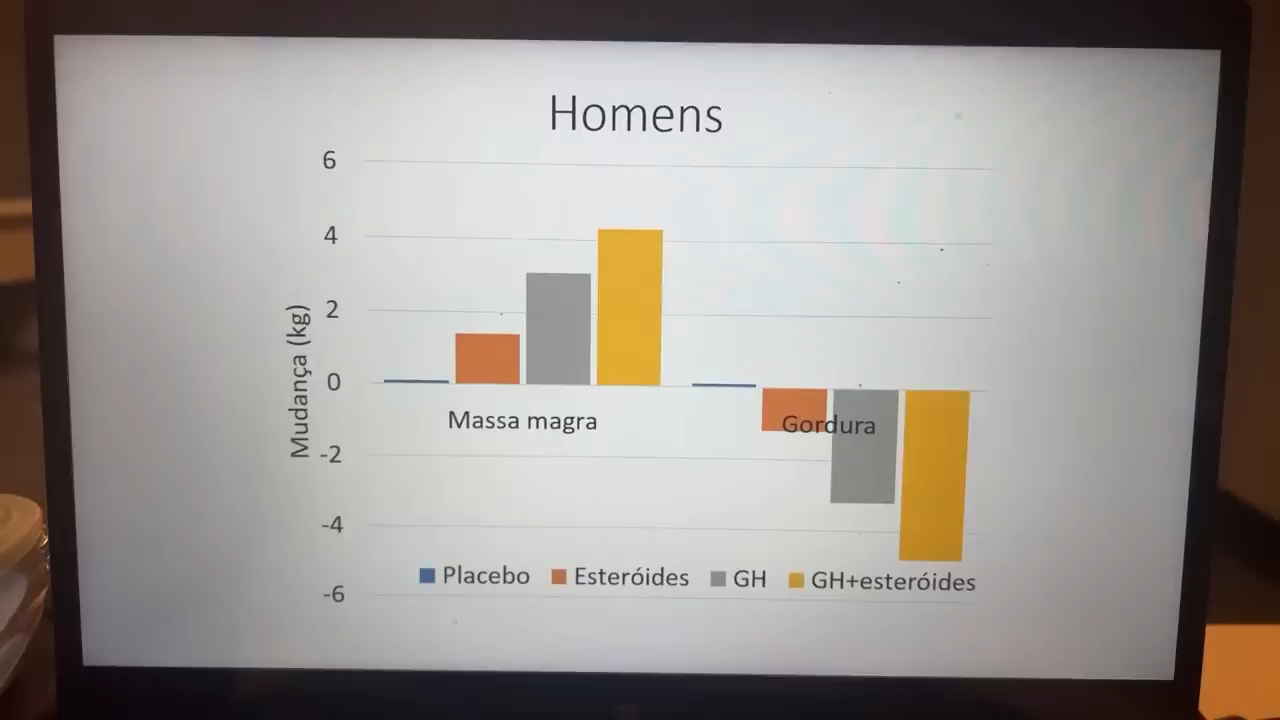 Homens
6
4
2
0
-2
-4
-6
Mudança (kg)
Massa magra
Gordura
Placebo Esteróides GH GH+esteróides